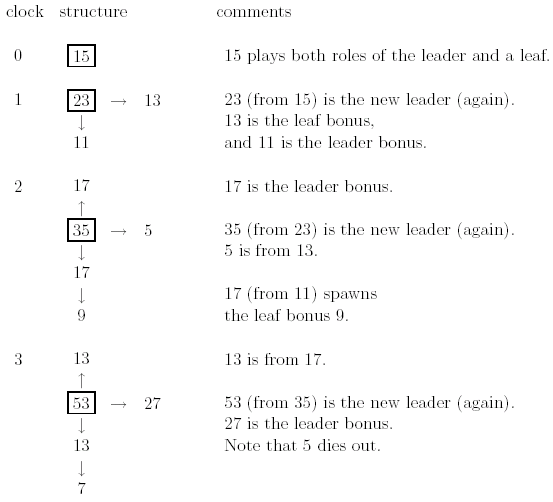 clock structure comments
0 15 15 plays both roles of the leader and a leaf.
1 23 → 13 23 (from 15) is the new leader (again).
↓ 13 is the leaf bonus,
11 and 11 is the leader bonus.
2 17 17 is the leader bonus.
↑
35 → 5 35 (from 23) is the new leader (again).
↓ 5 is from 13.
17
↓ 17 (from 11) spawns
9 the leaf bonus 9.
3 13 13 is from 17.
↑
53 → 27 53 (from 35) is the new leader (again).
↓ 27 is the leader bonus.
13 Note that 5 dies out.
↓
7